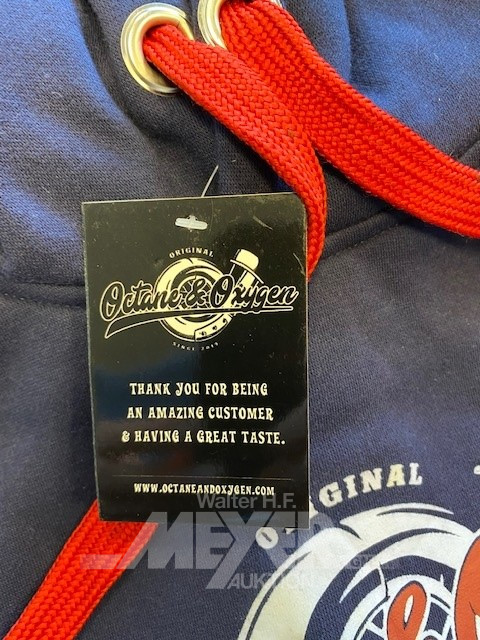 ORIGINAL
Octane & Oxygen
SINCE 2019
THANK YOU FOR BEING
AN AMAZING CUSTOMER
& HAVING A GREAT TASTE.
WWW.OCTANEANDOXYGEN.COM
Walter H.F.
MEYER
AUKTION
ORIGINAL